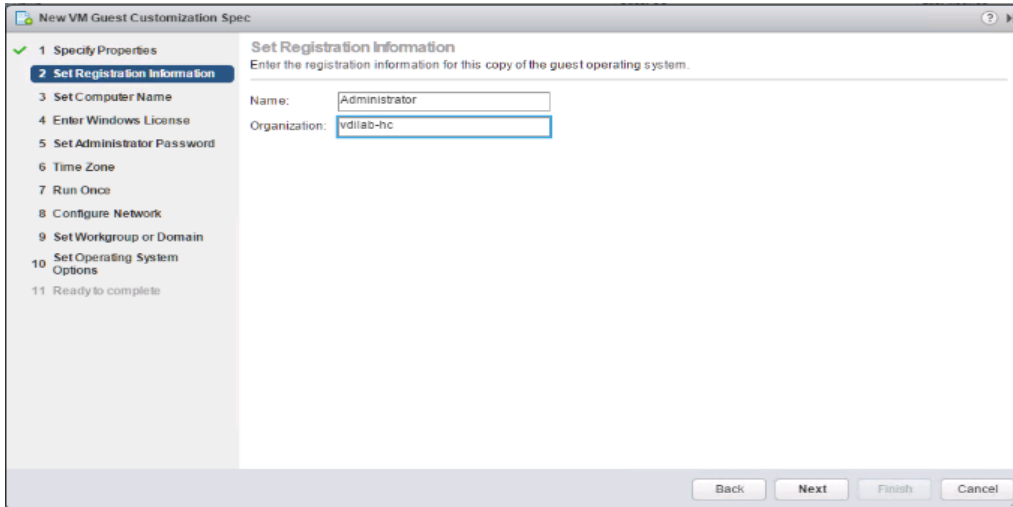 New VM Guest Customization Spec
?
1 Specify Properties
2 Set Registration Information
3 Set Computer Name
4 Enter Windows License
5 Set Administrator Password
6 Time Zone
7 Run Once
8 Configure Network
9 Set Workgroup or Domain
10 Set Operating System
Options
11 Ready to complete
Set Registration Information
Enter the registration information for this copy of the guest operating system.
Name: Administrator
Organization: vdilab-hc
Back Next Finish Cancel